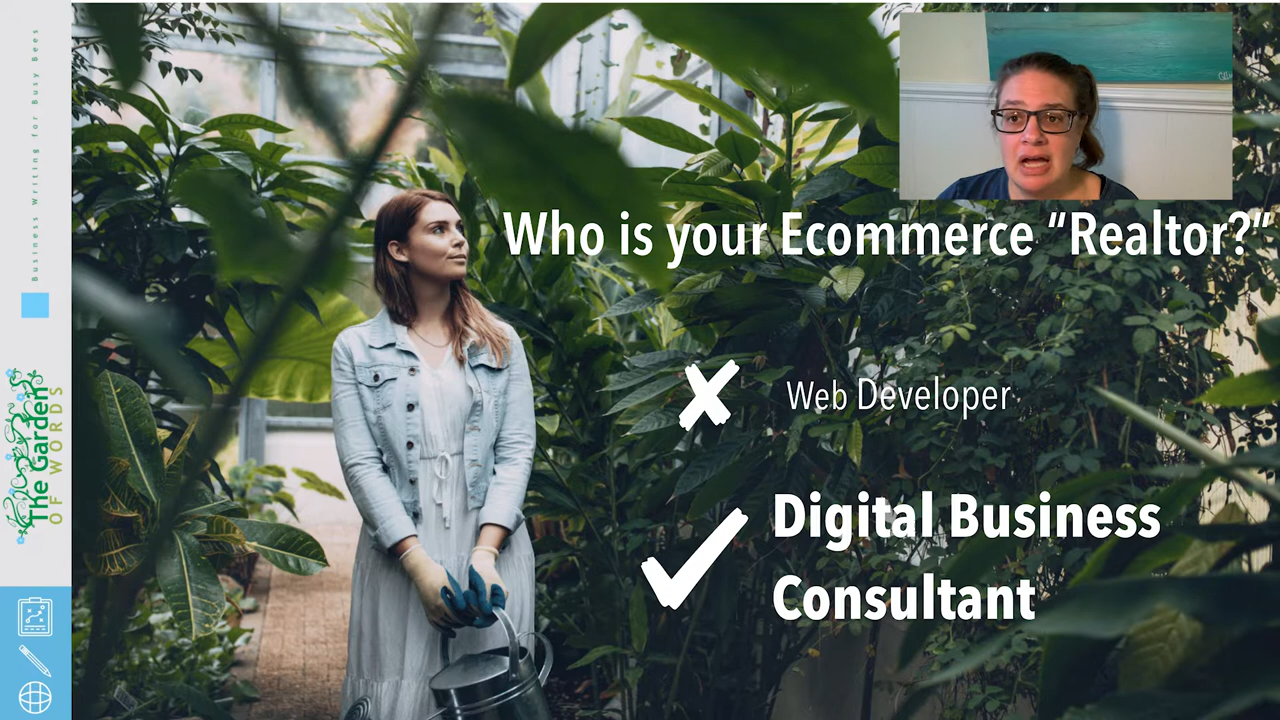 Business Writing for Busy Bees
The Garden
OF WORDS
Who is your Ecommerce “Realtor?”
Web Developer
Digital Business
Consultant